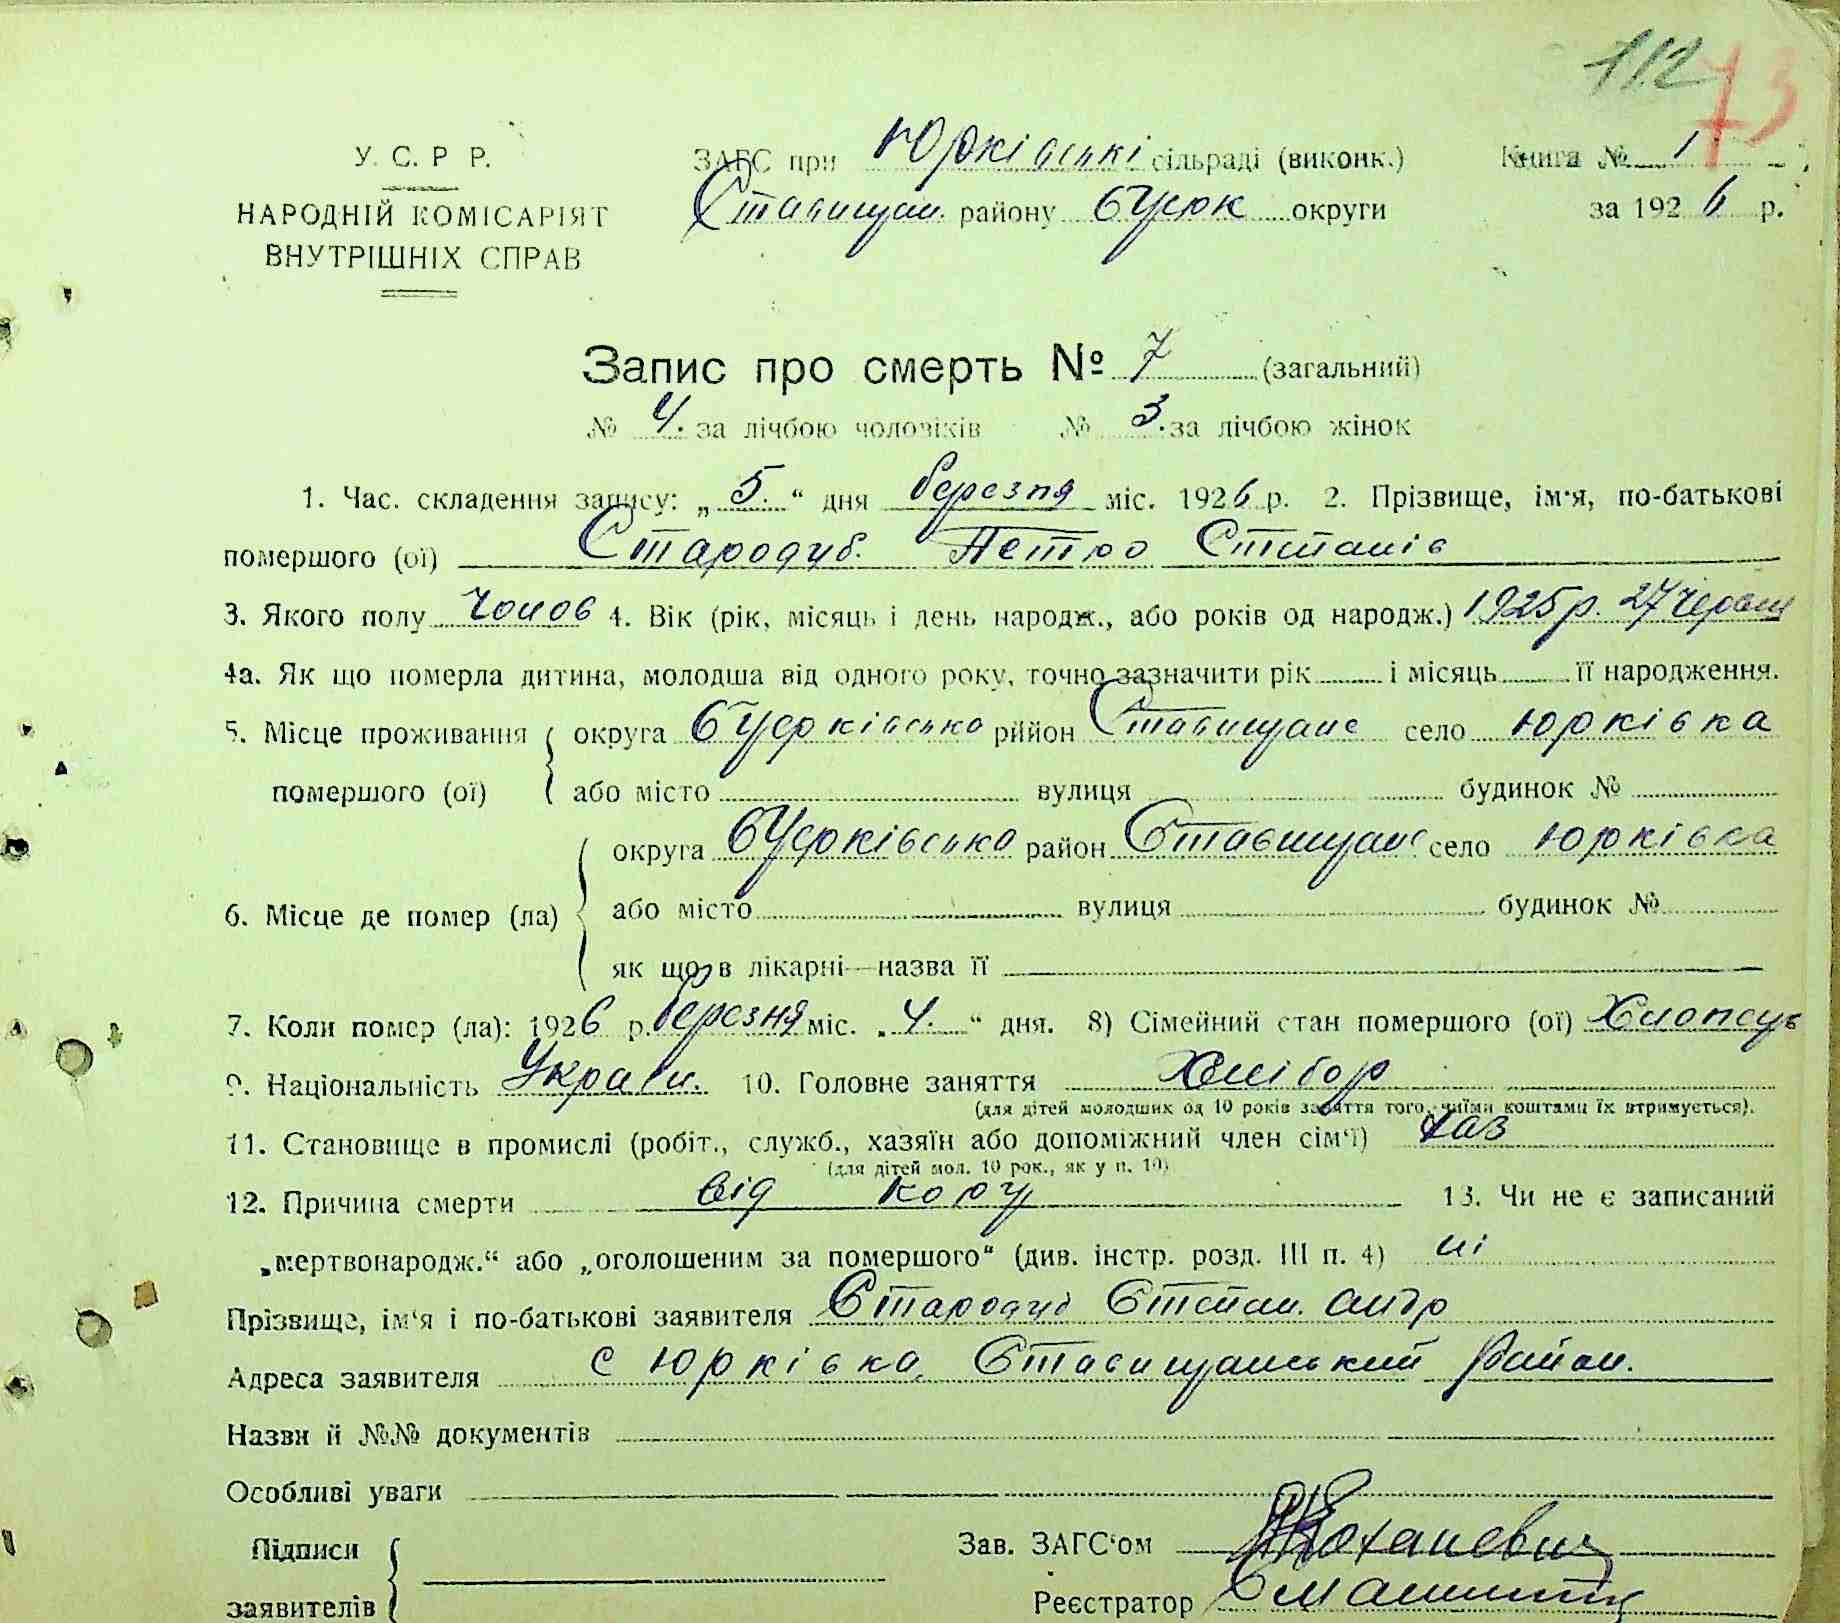 112 73
У. С. Р Р.
НАРОДНІЙ КОМІСАРІЯТ
ВНУТРІШНІХ СПРАВ
ЗАГС при Юрківські сільраді (виконк.) Книга № 1
Ставищан. району округи за 1926 р.
Запис про смерть № 7 (загальний)
№ 4. за лічбою чоловіків № 3. за лічбою жінок
1. Час. складення запису: „5.“ дня березня міс. 1926 р. 2. Прізвище, ім'я, по-батькові
помершого (ої) Стародуб. Петро Степанів
3. Якого полу чолов 4. Вік (рік, місяць і день народж., або років од народж.) 1925 р. 27 червня
4а. Як що померла дитина, молодша від одного року, точно зазначити рік і місяць її народження.
5. Місце проживання округа БЦерківська рййон Ставищанс село Юрківка
помершого (ої) або місто вулиця будинок №
округа БЦерківська район Ставищанс село Юрківка
6. Місце де помер (ла) або місто вулиця будинок №
як що в лікарні—назва її
7. Коли помер (ла): 1926 р. березня міс. „4.“ дня. 8) Сімейний стан помершого (ої)
9. Національність Україн. 10. Головне заняття Хлібор
(для дітей молодших од 10 років заняття того, чиїми коштами їх втримується).
11. Становище в промислі (робіт., служб., хазяїн або допоміжний член сім'ї) хаз
(для дітей мол. 10 рок., як у п. 10)
12. Причина смерти від кору 13. Чи не є записаний
„мертвонародж.“ або „оголошеним за помершого“ (див. інстр. розд. III п. 4) ні
Прізвище, ім'я і по-батькові заявителя Стародуб Степан.
Адреса заявителя с Юрківка, Ставищанський район.
Назви й №№ документів
Особливі уваги
Підписи Зав. ЗАГС'ом
заявителів Реєстратор